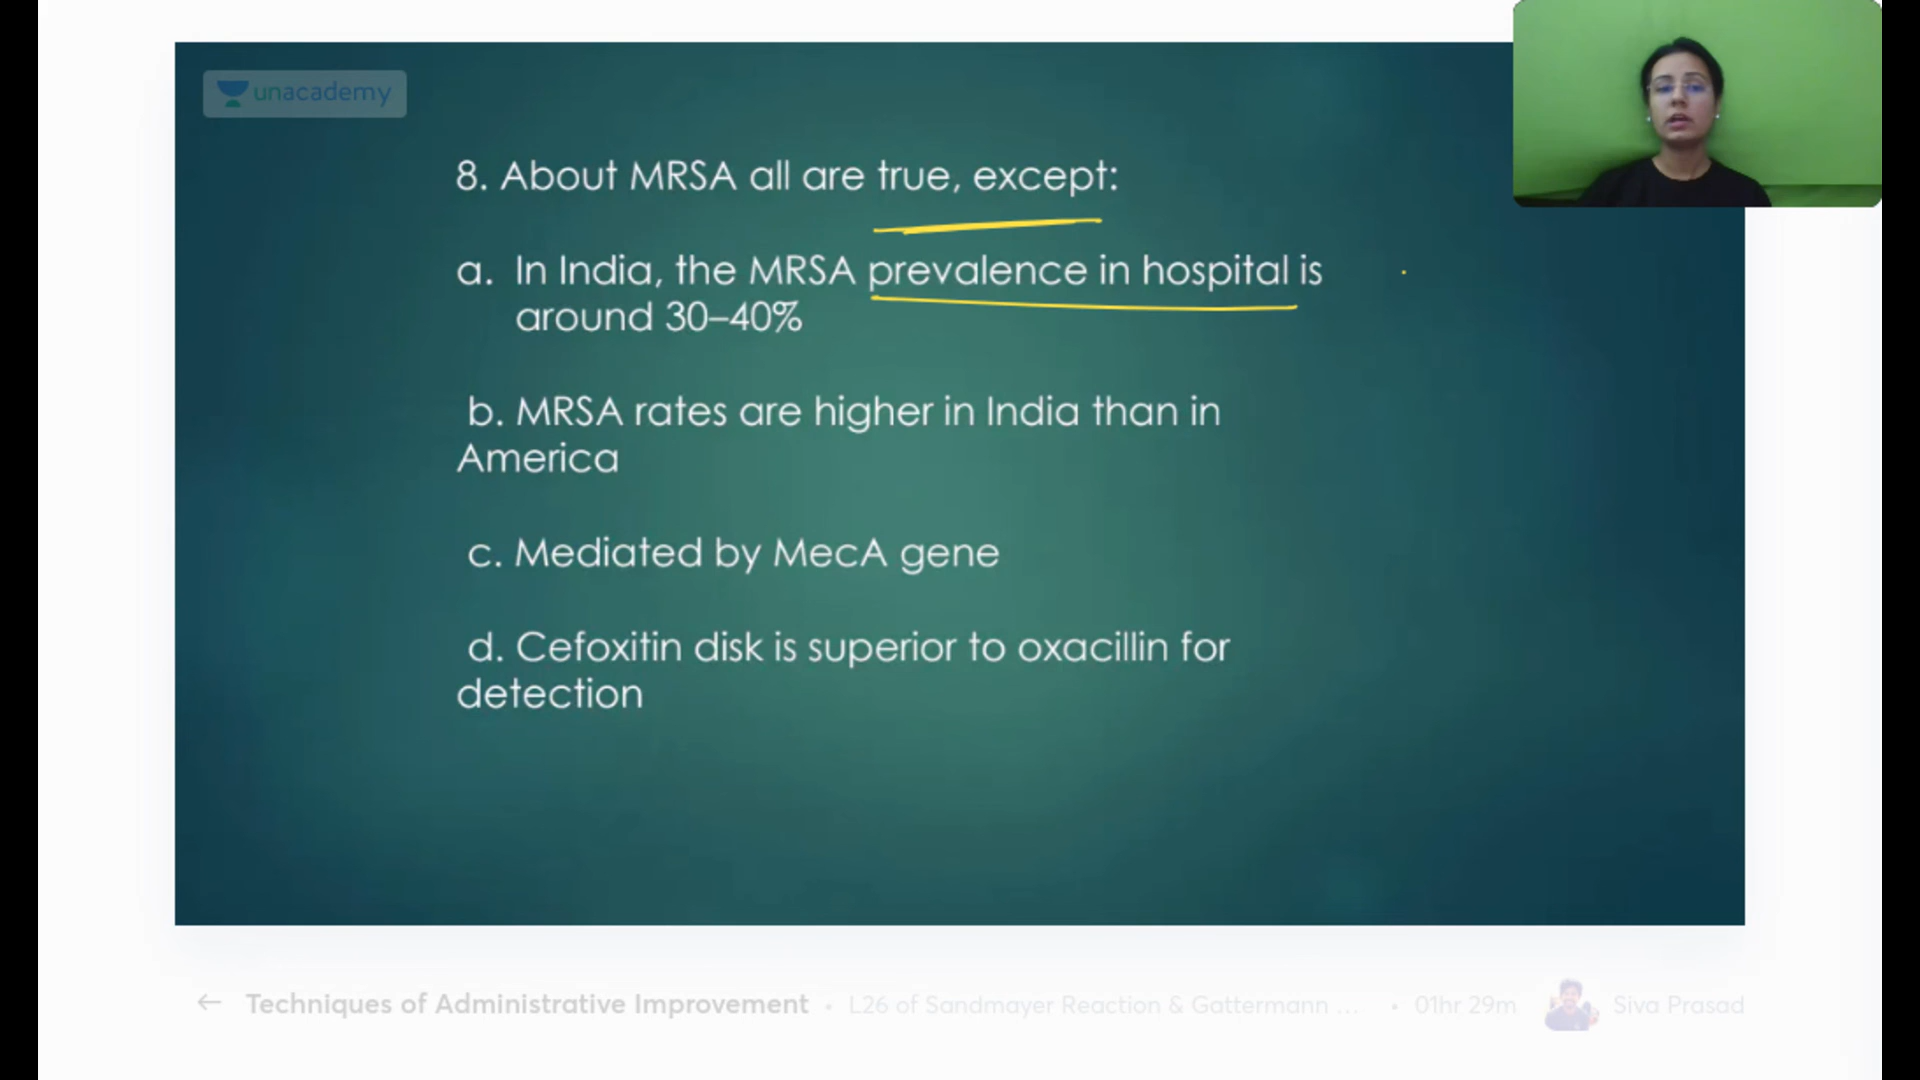 unacademy
8. About MRSA all are true, except:
a. In India, the MRSA prevalence in hospital is
around 30–40%
b. MRSA rates are higher in India than in
America
c. Mediated by MecA gene
d. Cefoxitin disk is superior to oxacillin for
detection
← Techniques of Administrative Improvement • L26 of Sandmayer Reaction & Gattermann ... • 01hr 29m Siva Prasad